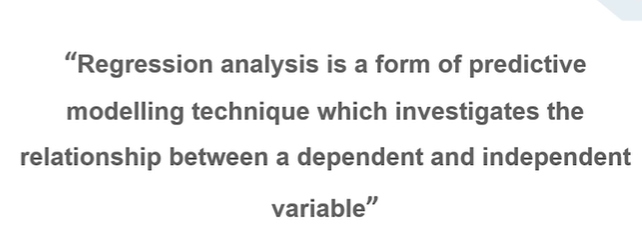 “Regression analysis is a form of predictive
modelling technique which investigates the
relationship between a dependent and independent
variable”